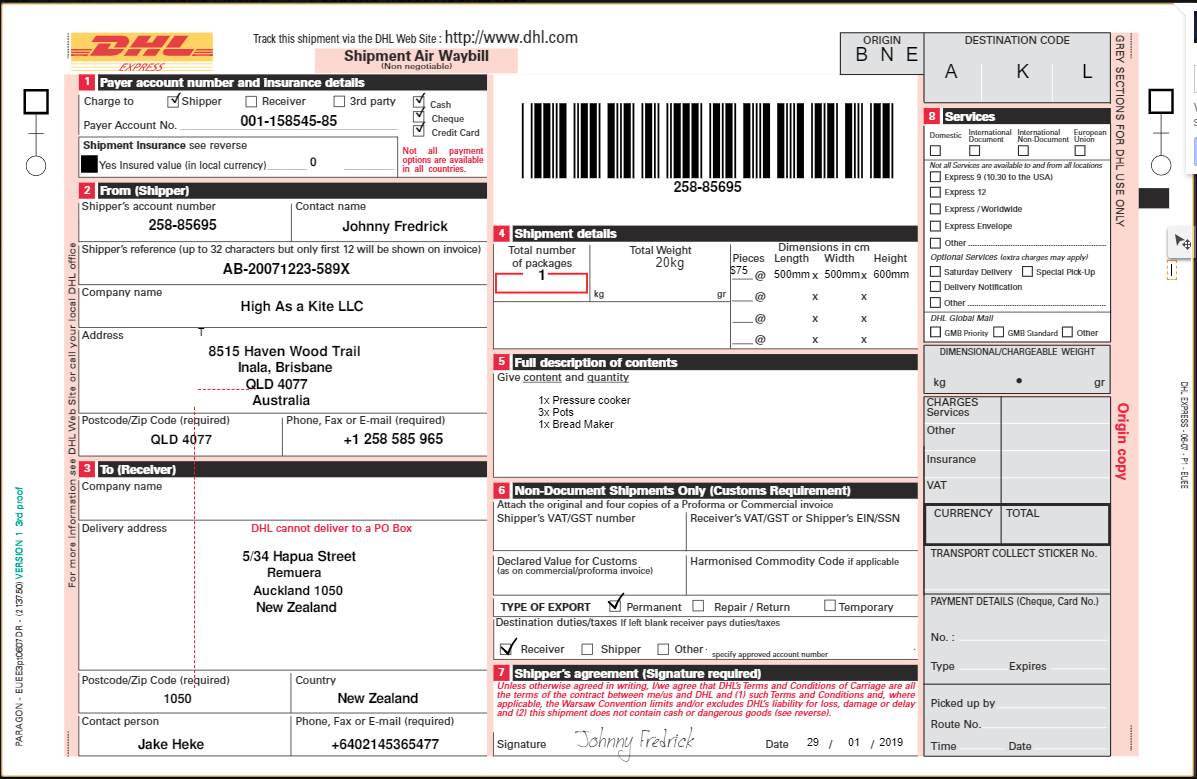 DHL
EXPRESS
Track this shipment via the DHL Web Site : http://www.dhl.com
Shipment Air Waybill
(Non negotiable)
ORIGIN
B N E
DESTINATION CODE
A K L
1 Payer account number and Insurance details
Charge to Shipper Receiver 3rd party Cash
Cheque
Credit Card
Payer Account No. 001-158545-85
Shipment Insurance see reverse
Yes Insured value (in local currency) 0
Not all payment
options are available
in all countries.
2 From (Shipper)
Shipper's account number
258-85695
Contact name
Johnny Fredrick
Shipper's reference (up to 32 characters but only first 12 will be shown on invoice)
AB-20071223-589X
Company name
High As a Kite LLC
Address
8515 Haven Wood Trail
Inala, Brisbane
QLD 4077
Australia
Postcode/Zip Code (required)
QLD 4077
Phone, Fax or E-mail (required)
+1 258 585 965
3 To (Receiver)
Company name
Delivery address
DHL cannot deliver to a PO Box
5/34 Hapua Street
Remuera
Auckland 1050
New Zealand
Postcode/Zip Code (required)
1050
Country
New Zealand
Contact person
Jake Heke
Phone, Fax or E-mail (required)
+6402145365477
258-85695
4 Shipment details
Total number
of packages
1
Total Weight
20kg
kg gr
Dimensions in cm
Pieces Length Width Height
575 @ 500mm x 500mm x 600mm
@ x x
@ x x
@ x x
5 Full description of contents
Give content and quantity
1x Pressure cooker
3x Pots
1x Bread Maker
6 Non-Document Shipments Only (Customs Requirement)
Attach the original and four copies of a Proforma or Commercial invoice
Shipper's VAT/GST number
Receiver's VAT/GST or Shipper's EIN/SSN
Declared Value for Customs
(as on commercial/proforma invoice)
Harmonised Commodity Code if applicable
TYPE OF EXPORT Permanent Repair / Return Temporary
Destination duties/taxes If left blank receiver pays duties/taxes
Receiver Shipper Other specify approved account number
7 Shipper's agreement (Signature required)
Unless otherwise agreed in writing, I/we agree that DHL's Terms and Conditions of Carriage are all
the terms of the contract between me/us and DHL and (1) such Terms and Conditions and, where
applicable, the Warsaw Convention limits and/or excludes DHL's liability for loss, damage or delay
and (2) this shipment does not contain cash or dangerous goods (see reverse).
Signature Johnny Fredrick Date 29 / 01 / 2019
8 Services
Domestic
International
Document
International
Non-Document
European
Union
Not all Services are available to and from all locations
Express 9 (10.30 to the USA)
Express 12
Express / Worldwide
Express Envelope
Other
Optional Services (extra charges may apply)
Saturday Delivery Special Pick-Up
Delivery Notification
Other
DHL Global Mail
GMB Priority GMB Standard Other
DIMENSIONAL/CHARGEABLE WEIGHT
kg • gr
CHARGES
Services
Other
Insurance
VAT
CURRENCY TOTAL
TRANSPORT COLLECT STICKER No.
PAYMENT DETAILS (Cheque, Card No.)
No. :
Type Expires
Picked up by
Route No.
Time Date
GREY SECTIONS FOR DHL USE ONLY
Origin copy
For more information see DHL Web Site or call your local DHL office
PARAGON - EUEE3pt0607DR - (213750) VERSION 1 3rd proof
DHL EXPRESS - 06-07 - P1 - EUEE